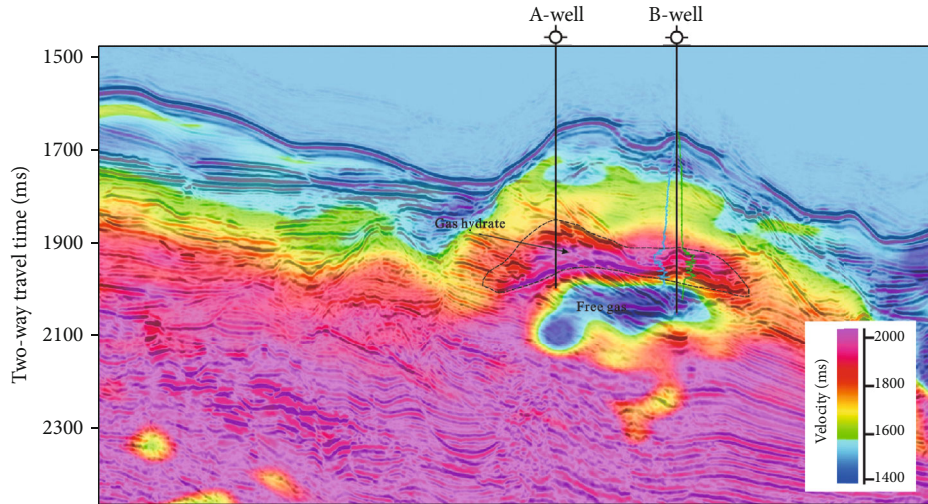 A-well B-well
1500
1700
1900
2100
2300
Two-way travel time (ms)
Gas hydrate
Free gas
Velocity (ms)
2000
1800
1600
1400